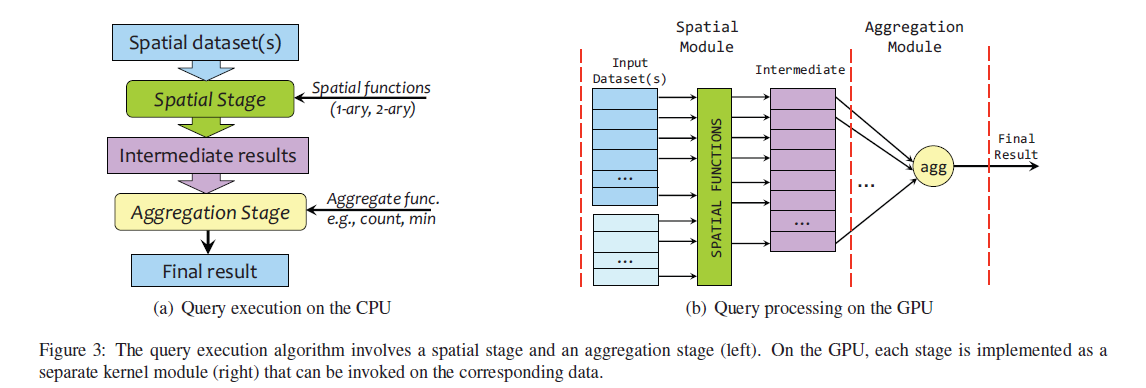 Spatial dataset(s)
Spatial Stage
Spatial functions
(1-ary, 2-ary)
Intermediate results
Aggregation Stage
Aggregate func.
e.g., count, min
Final result
(a) Query execution on the CPU
Spatial
Module
Aggregation
Module
Input
Dataset(s)
Intermediate
...
...
SPATIAL FUNCTIONS
...
...
agg
Final
Result
(b) Query processing on the GPU
Figure 3: The query execution algorithm involves a spatial stage and an aggregation stage (left). On the GPU, each stage is implemented as a
separate kernel module (right) that can be invoked on the corresponding data.